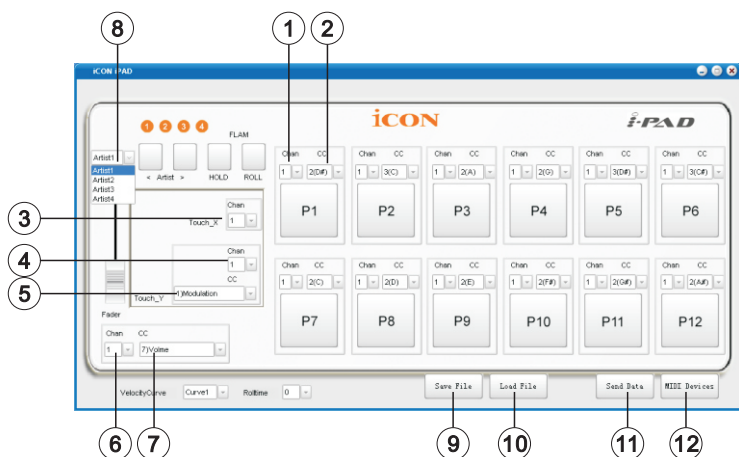 8 1 2
iCON iPAD
1 2 3 4
FLAM
iCON
i-PAD
Artist1
Artist1
Artist2
Artist3
Artist4
< Artist > HOLD ROLL
Chan CC Chan CC Chan CC Chan CC Chan CC Chan CC
1 2(D#) 1 3(C) 1 2(A) 1 2(G) 1 3(D#) 1 3(C#)
P1 P2 P3 P4 P5 P6
3
Chan
Touch_X 1
4
Chan
1
CC
5
Touch_Y 1)Modulation
Chan CC Chan CC Chan CC Chan CC Chan CC Chan CC
1 2(C) 1 2(D) 1 2(E) 1 2(F#) 1 2(G#) 1 2(A#)
P7 P8 P9 P10 P11 P12
Fader
Chan CC
1 7)Volme
VelocityCurve Curve1 Rolltime 0
Save File Load File Send Data MIDI Devices
6 7 9 10 11 12